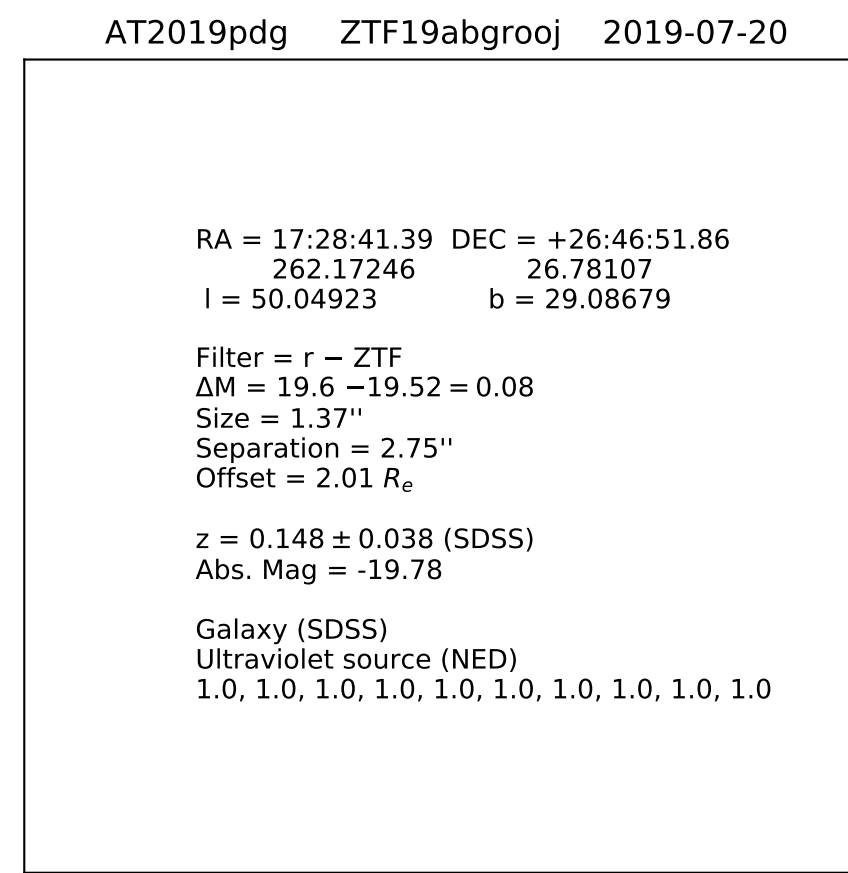 AT2019pdg ZTF19abgrooj 2019-07-20
RA = 17:28:41.39 DEC = +26:46:51.86
262.17246 26.78107
l = 50.04923 b = 29.08679
Filter = r − ZTF
ΔM = 19.6 −19.52 = 0.08
Size = 1.37''
Separation = 2.75''
Offset = 2.01 Rₑ
z = 0.148 ± 0.038 (SDSS)
Abs. Mag = -19.78
Galaxy (SDSS)
Ultraviolet source (NED)
1.0, 1.0, 1.0, 1.0, 1.0, 1.0, 1.0, 1.0, 1.0, 1.0